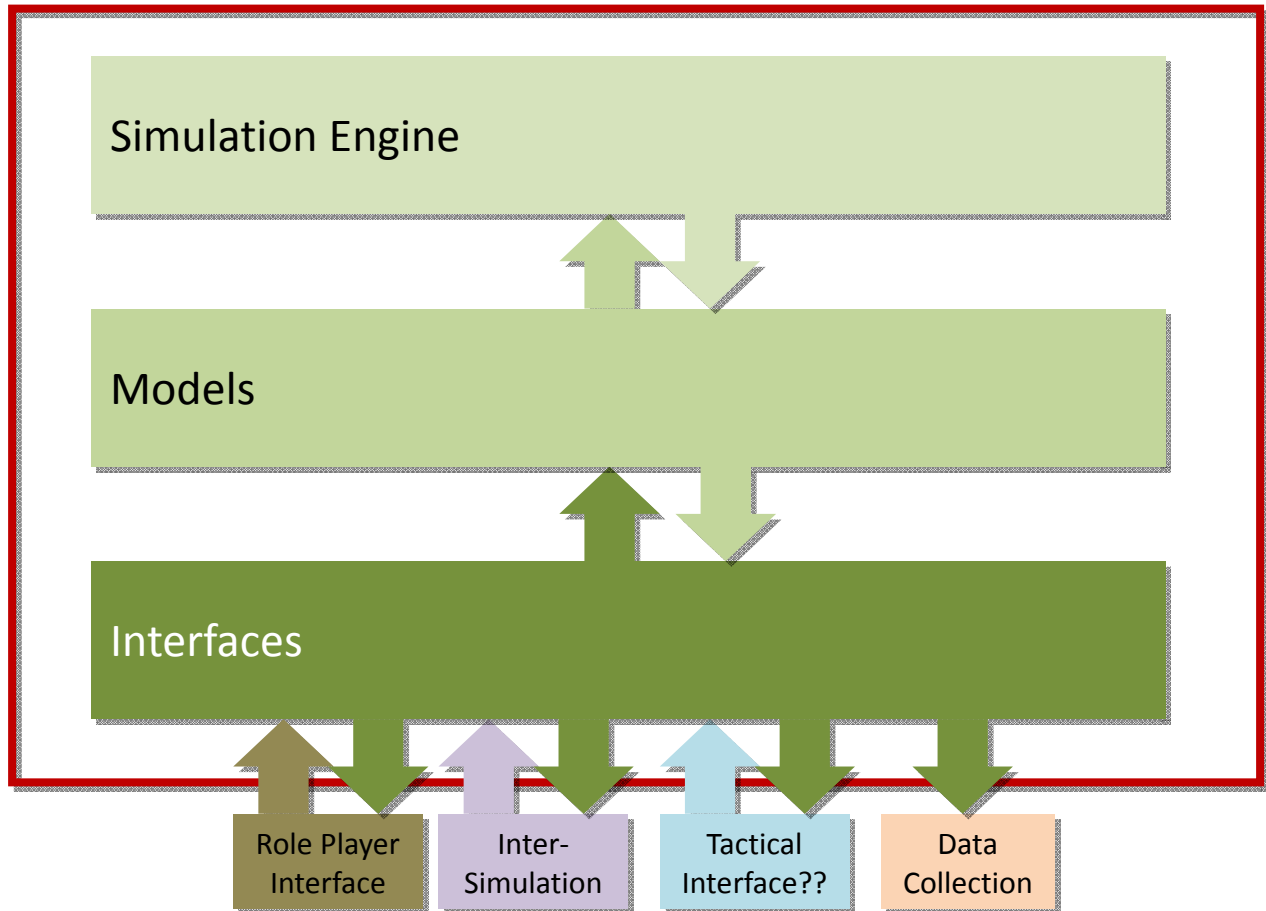 Simulation Engine
Models
Interfaces
Role Player
Interface
Inter-
Simulation
Tactical
Interface??
Data
Collection